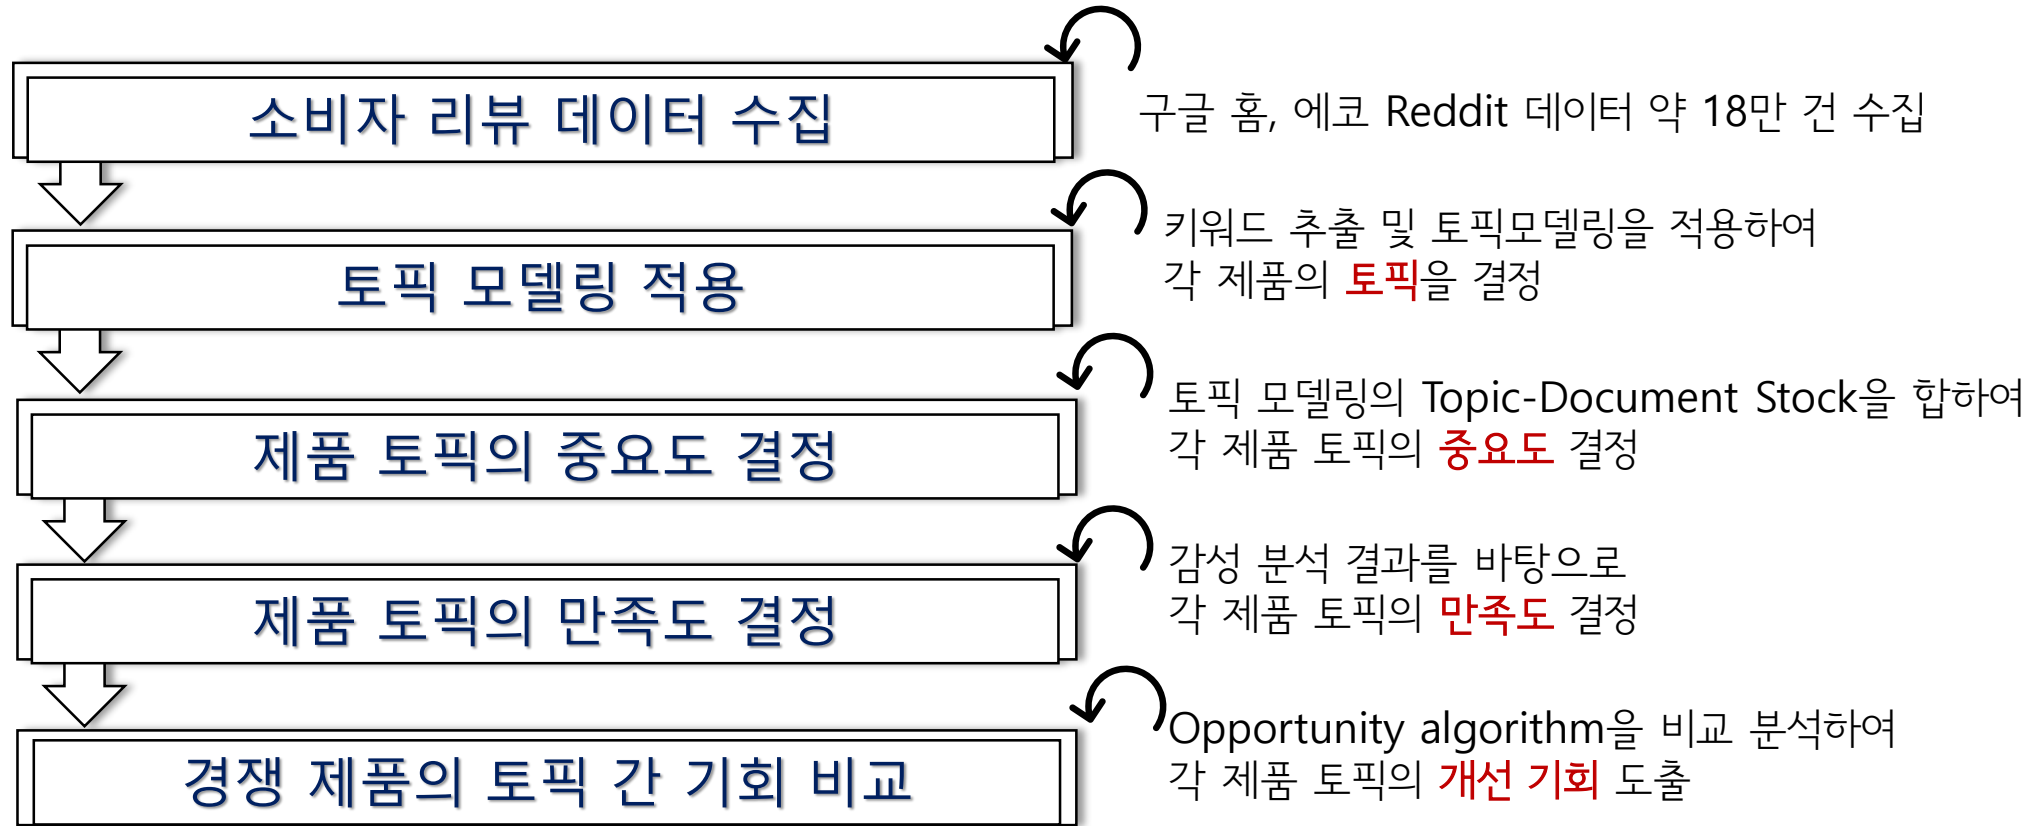 소비자 리뷰 데이터 수집
구글 홈, 에코 Reddit 데이터 약 18만 건 수집
토픽 모델링 적용
키워드 추출 및 토픽모델링을 적용하여
각 제품의 토픽을 결정
제품 토픽의 중요도 결정
토픽 모델링의 Topic-Document Stock을 합하여
각 제품 토픽의 중요도 결정
제품 토픽의 만족도 결정
감성 분석 결과를 바탕으로
각 제품 토픽의 만족도 결정
경쟁 제품의 토픽 간 기회 비교
Opportunity algorithm을 비교 분석하여
각 제품 토픽의 개선 기회 도출